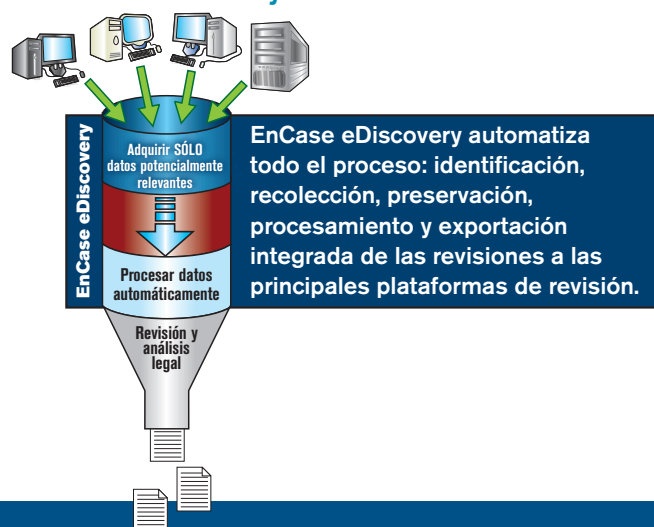 EnCase eDiscovery
Adquirir SÓLO
datos potencialmente
relevantes
Procesar datos
automáticamente
Revisión y
análisis
legal
EnCase eDiscovery automatiza
todo el proceso: identificación,
recolección, preservación,
procesamiento y exportación
integrada de las revisiones a las
principales plataformas de revisión.